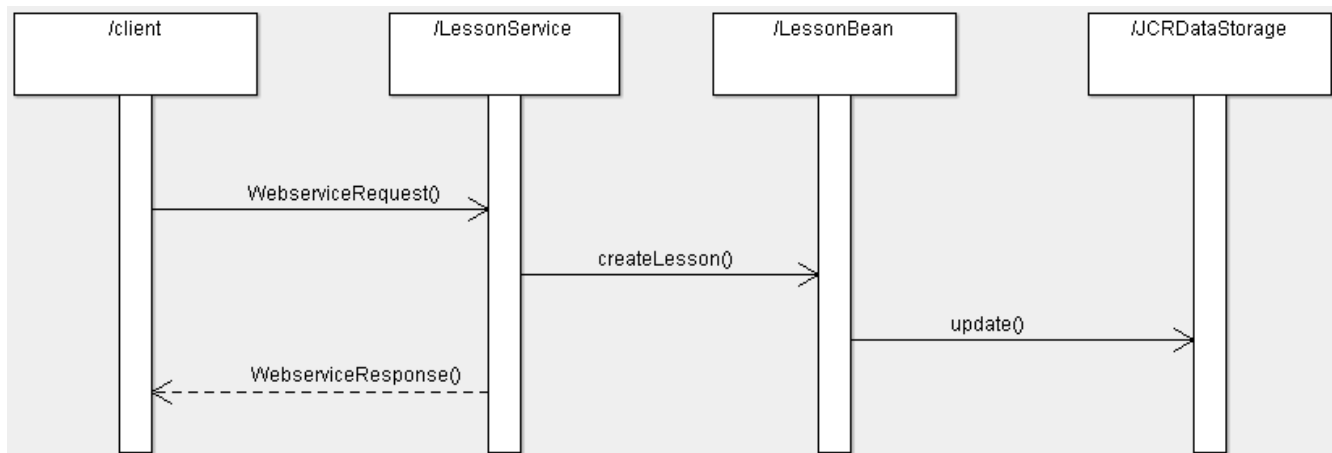 /client
/LessonService
/LessonBean
/JCRDataStorage
WebserviceRequest()
createLesson()
update()
WebserviceResponse()